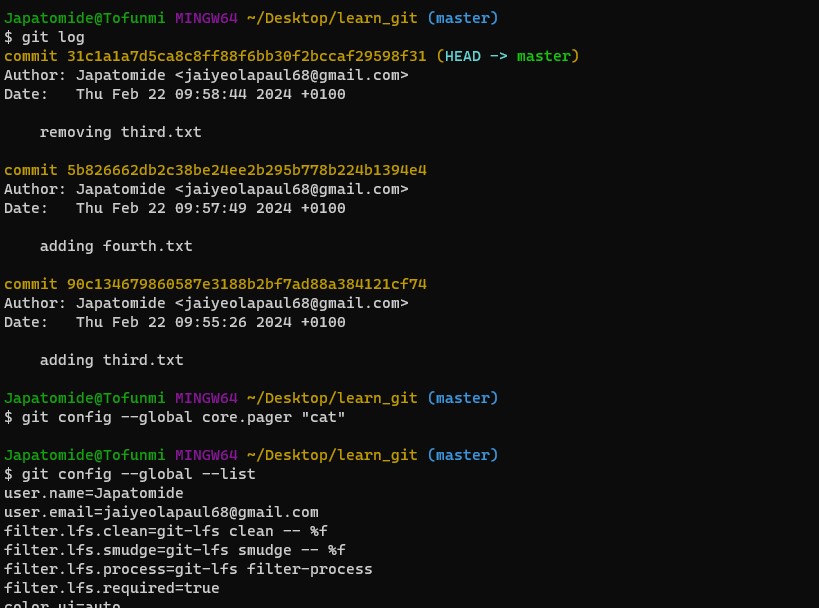 Japatomide@Tofunmi MINGW64 ~/Desktop/learn_git (master)
$ git log
commit 31c1a1a7d5ca8c8ff88f6bb30f2bccaf29598f31 (HEAD -> master)
Author: Japatomide <jaiyeolapaul68@gmail.com>
Date:   Thu Feb 22 09:58:44 2024 +0100

    removing third.txt

commit 5b826662db2c38be24ee2b295b778b224b1394e4
Author: Japatomide <jaiyeolapaul68@gmail.com>
Date:   Thu Feb 22 09:57:49 2024 +0100

    adding fourth.txt

commit 90c134679860587e3188b2bf7ad88a384121cf74
Author: Japatomide <jaiyeolapaul68@gmail.com>
Date:   Thu Feb 22 09:55:26 2024 +0100

    adding third.txt

Japatomide@Tofunmi MINGW64 ~/Desktop/learn_git (master)
$ git config --global core.pager "cat"

Japatomide@Tofunmi MINGW64 ~/Desktop/learn_git (master)
$ git config --global --list
user.name=Japatomide
user.email=jaiyeolapaul68@gmail.com
filter.lfs.clean=git-lfs clean -- %f
filter.lfs.smudge=git-lfs smudge -- %f
filter.lfs.process=git-lfs filter-process
filter.lfs.required=true
color.ui=auto